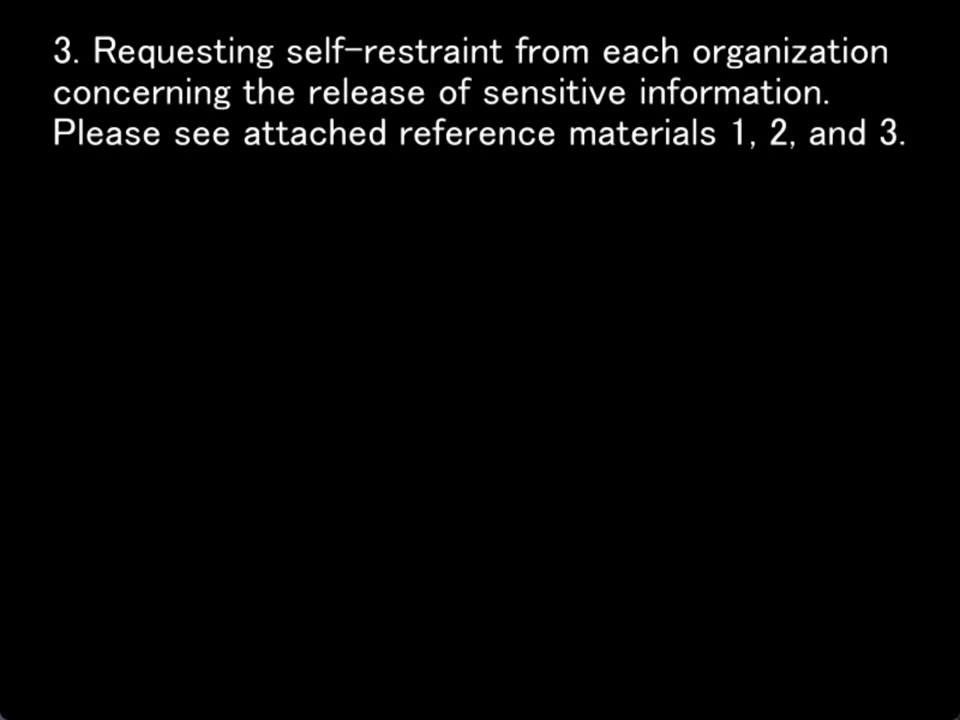 3. Requesting self-restraint from each organization
concerning the release of sensitive information.
Please see attached reference materials 1, 2, and 3.